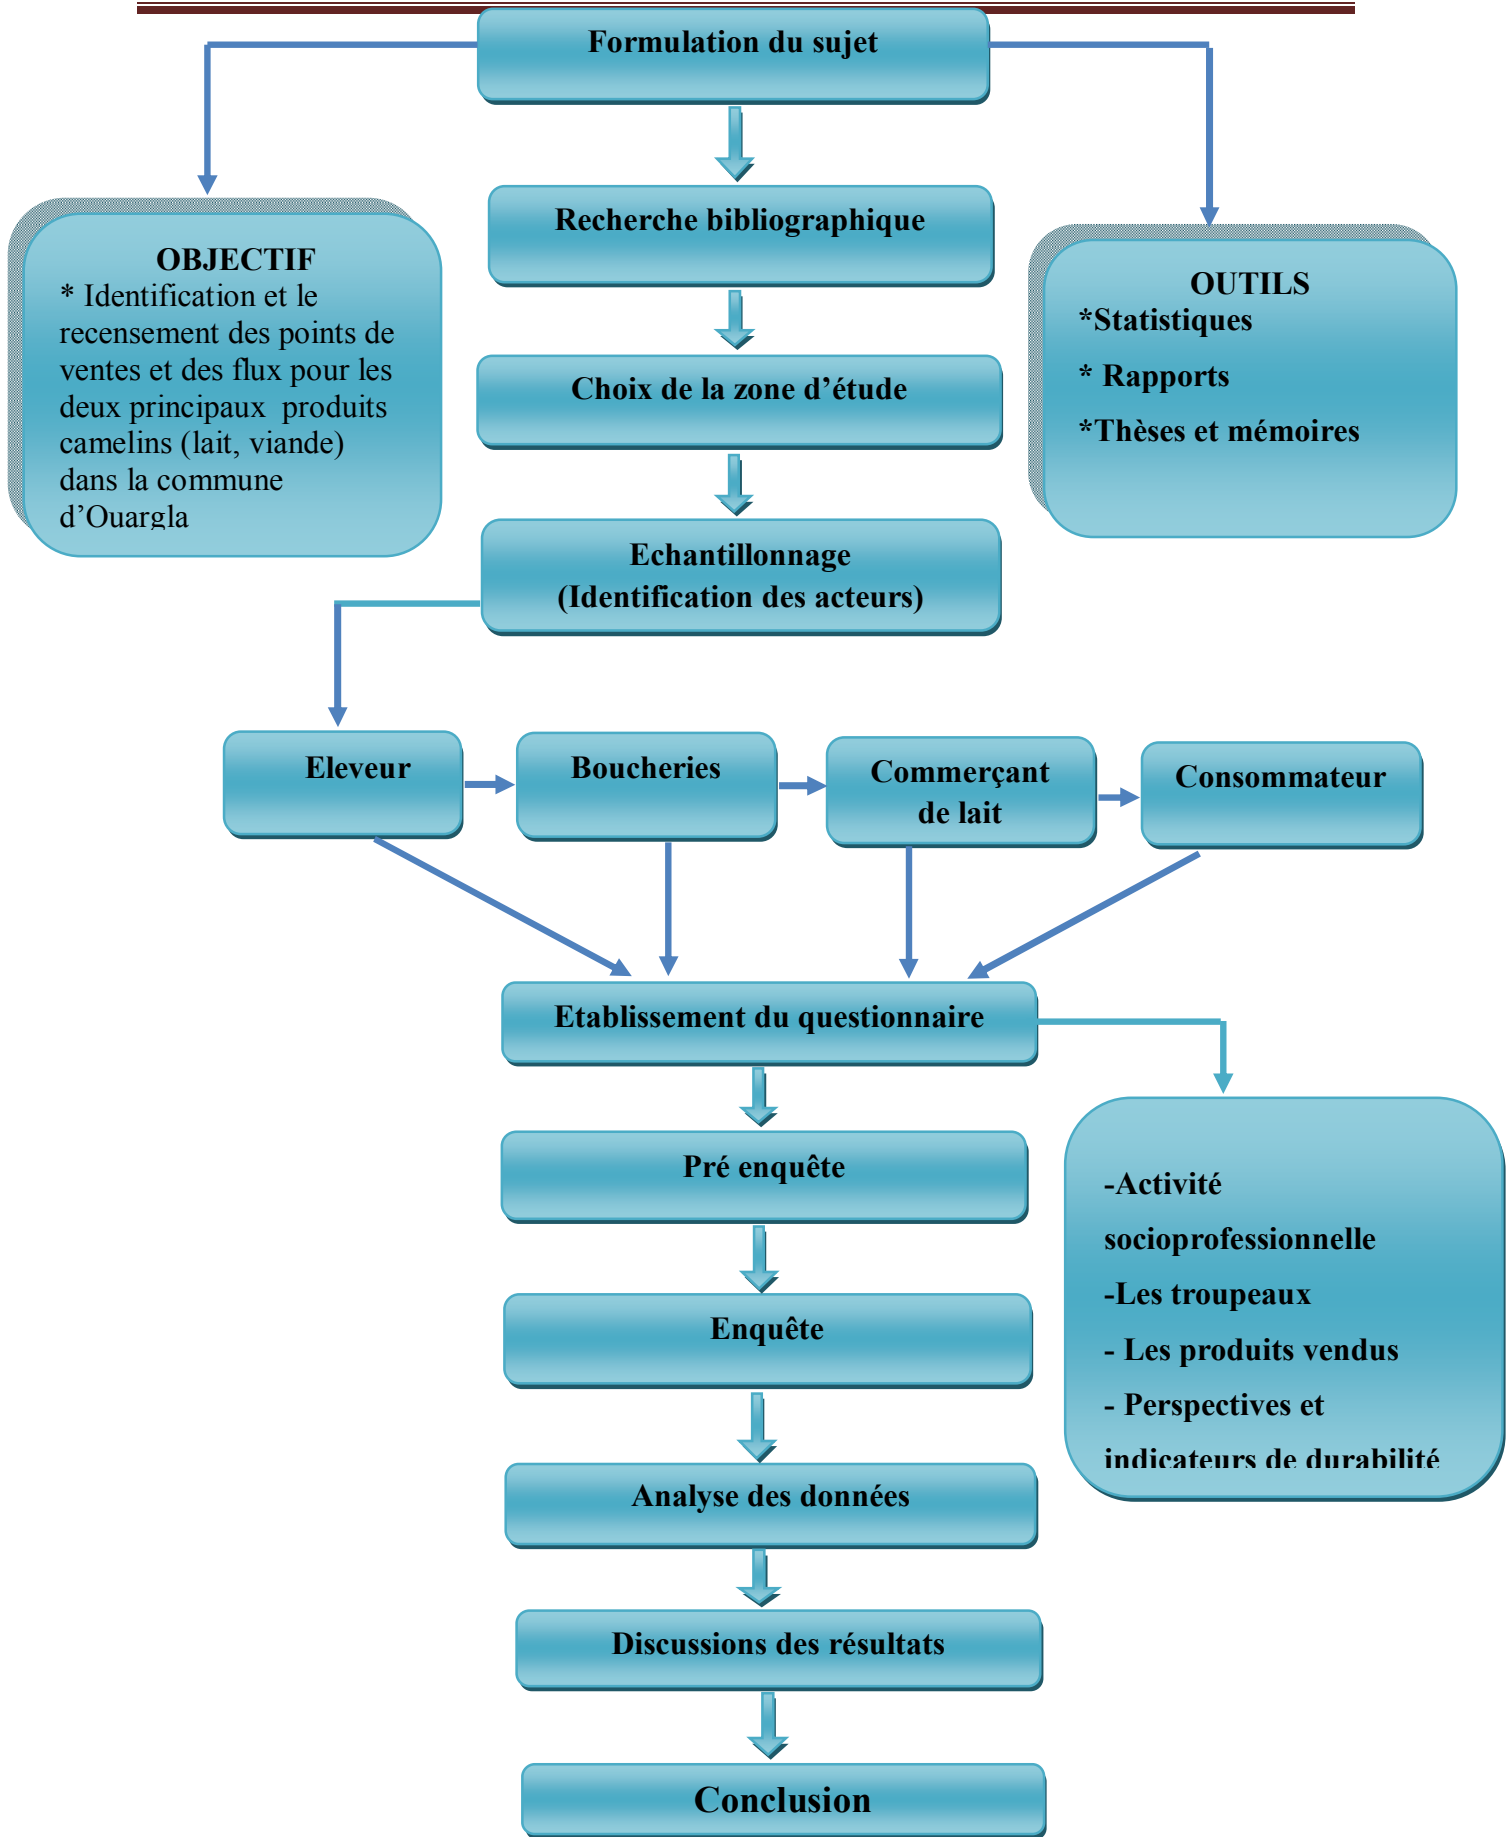 Formulation du sujet
Recherche bibliographique
OBJECTIF
* Identification et le
recensement des points de
ventes et des flux pour les
deux principaux  produits
camelins (lait, viande)
dans la commune
d’Ouargla
OUTILS
*Statistiques
* Rapports
*Thèses et mémoires
Choix de la zone d’étude
Echantillonnage
(Identification des acteurs)
Eleveur
Boucheries
Commerçant
de lait
Consommateur
Etablissement du questionnaire
-Activité
socioprofessionnelle
-Les troupeaux
- Les produits vendus
- Perspectives et
indicateurs de durabilité
Pré enquête
Enquête
Analyse des données
Discussions des résultats
Conclusion